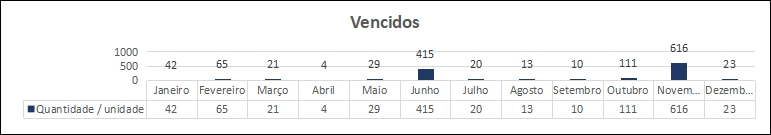 Vencidos
1000
500
0
42 65 21 4 29 415 20 13 10 111 616 23
Janeiro Fevereiro Março Abril Maio Junho Julho Agosto Setembro Outubro Novem... Dezemb...
Quantidade / unidade 42 65 21 4 29 415 20 13 10 111 616 23